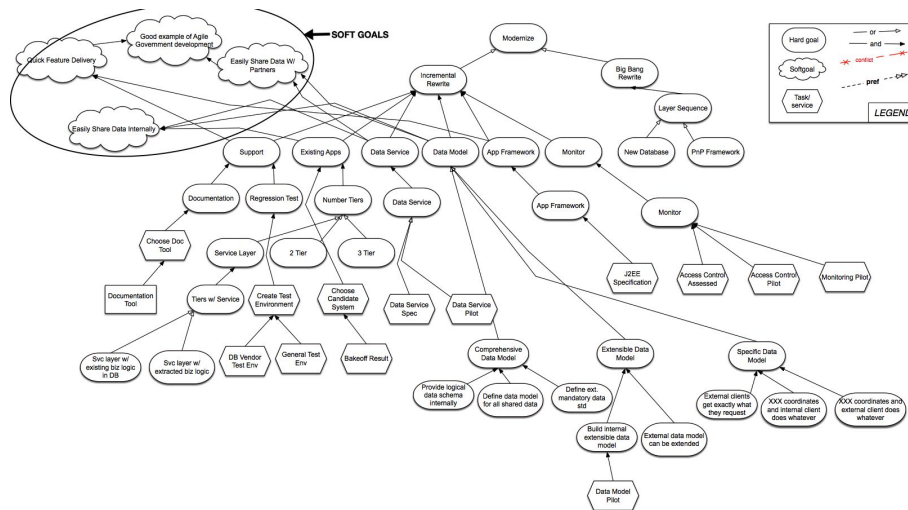 Good example of Agile
Government development
SOFT GOALS
Modernize
or
Hard goal
and
conflict
Softgoal
pref
Task/
service
LEGEND
Quick Feature Delivery
Easily Share Data W/
Partners
Incremental
Rewrite
Big Bang
Rewrite
Layer Sequence
Easily Share Data Internally
New Database
PnP Framework
Support
Existing Apps
Data Service
Data Model
App Framework
Monitor
Documentation
Regression Test
Number Tiers
Data Service
App Framework
Monitor
Choose Doc
Tool
Service Layer
2 Tier
3 Tier
J2EE
Specification
Access Control
Assessed
Access Control
Pilot
Monitoring Pilot
Documentation
Tool
Tiers w/ Service
Create Test
Environment
Choose
Candidate
System
Data Service
Spec
Data Service
Pilot
Svc layer w/
existing biz logic
in DB
Svc layer w/
extracted biz logic
DB Vendor
Test Env
General Test
Env
Bakeoff Result
Comprehensive
Data Model
Extensible Data
Model
Specific Data
Model
Provide logical
data schema
internally
Define data model
for all shared data
Define ext.
mandatory data
std
External clients
get exactly what
they request
XXX coordinates
and internal client
does whatever
XXX coordinates and
external client does
whatever
Build internal
extensible data
model
External data model
can be extended
Data Model
Pilot